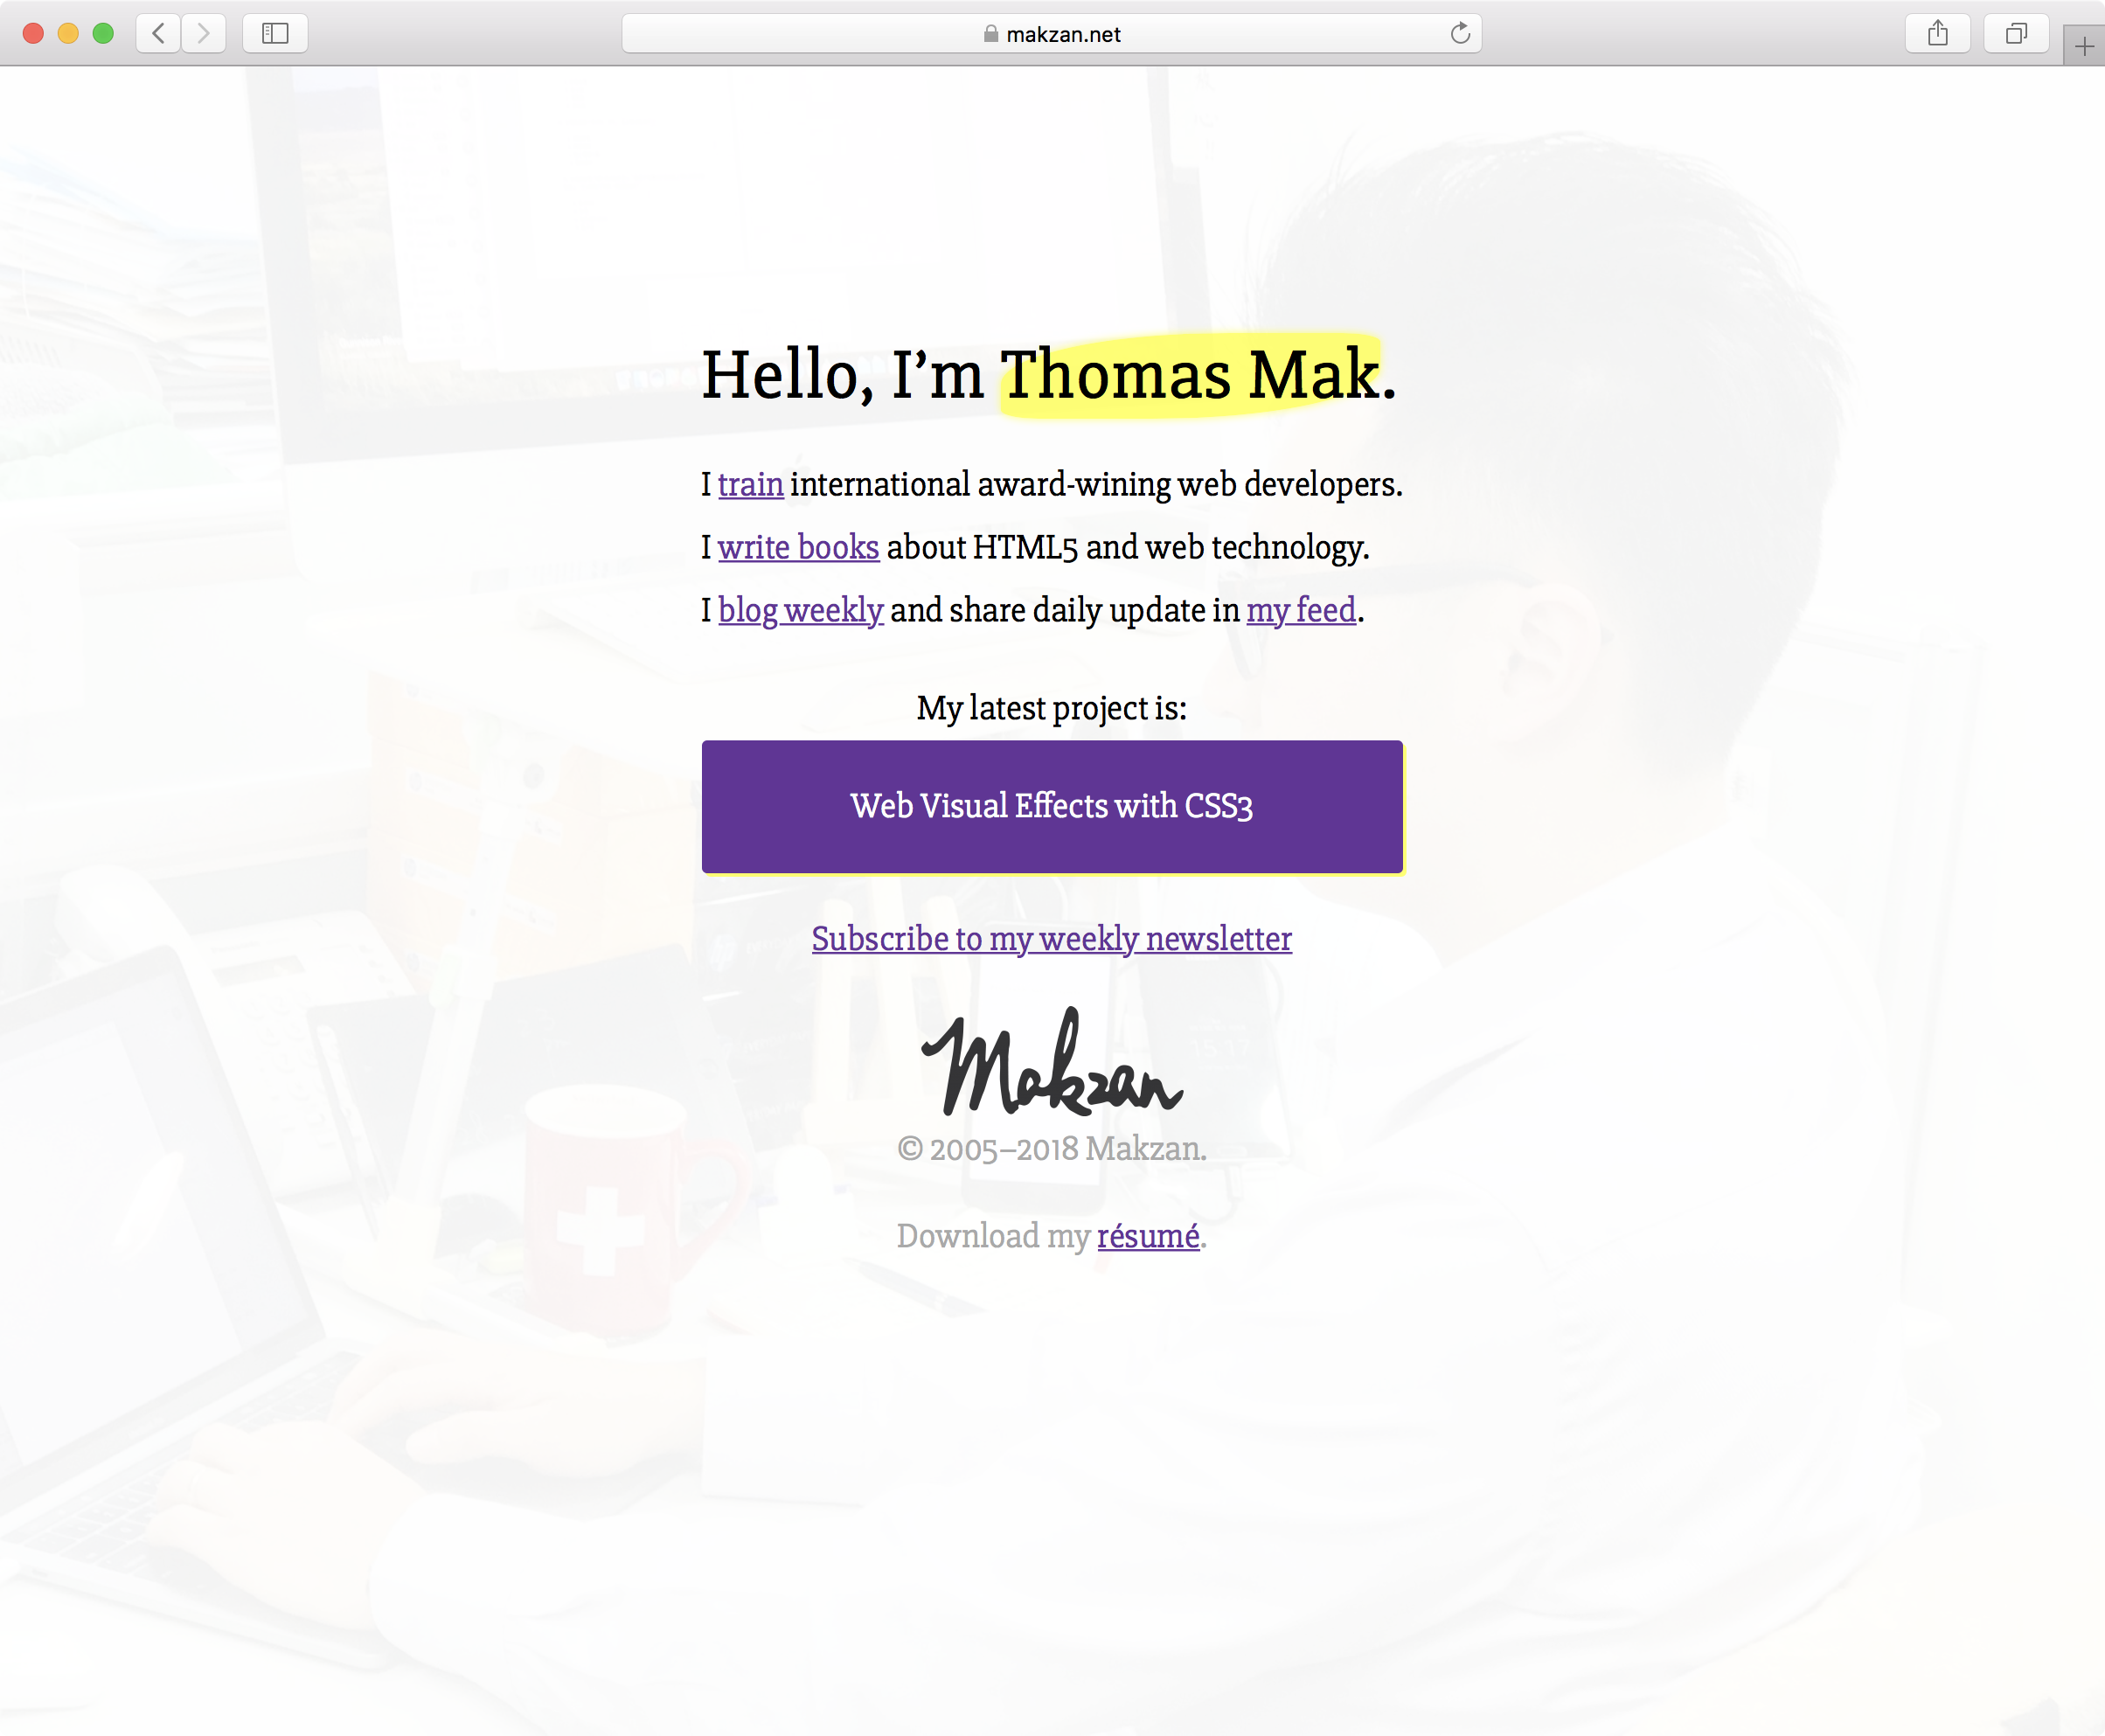 makzan.net
Hello, I’m Thomas Mak.
I train international award-wining web developers.
I write books about HTML5 and web technology.
I blog weekly and share daily update in my feed.
My latest project is:
Web Visual Effects with CSS3
Subscribe to my weekly newsletter
Makzan
© 2005–2018 Makzan.
Download my résumé.